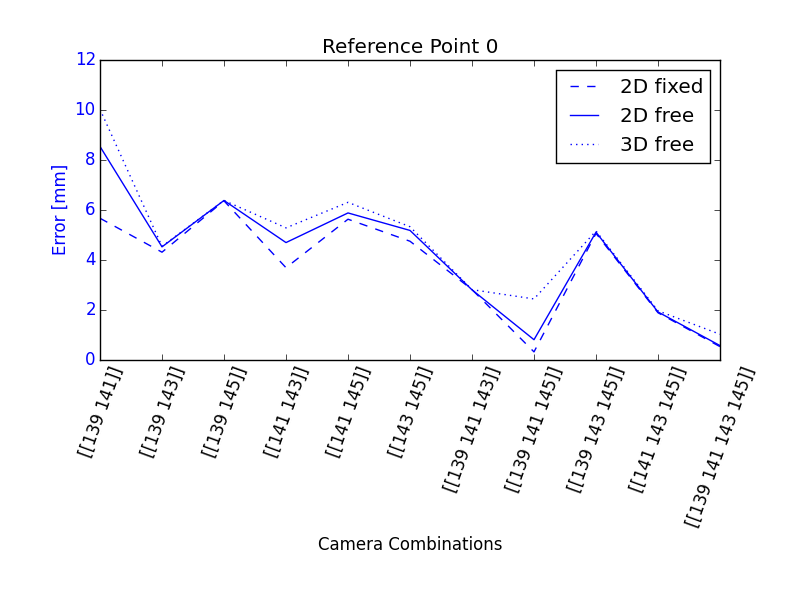 Reference Point 0
12
10
8
6
4
2
0
Error [mm]
2D fixed
2D free
3D free
[[139 141]]
[[139 143]]
[[139 145]]
[[141 143]]
[[141 145]]
[[143 145]]
[[139 141 143]]
[[139 141 145]]
[[139 143 145]]
[[141 143 145]]
[[139 141 143 145]]
Camera Combinations